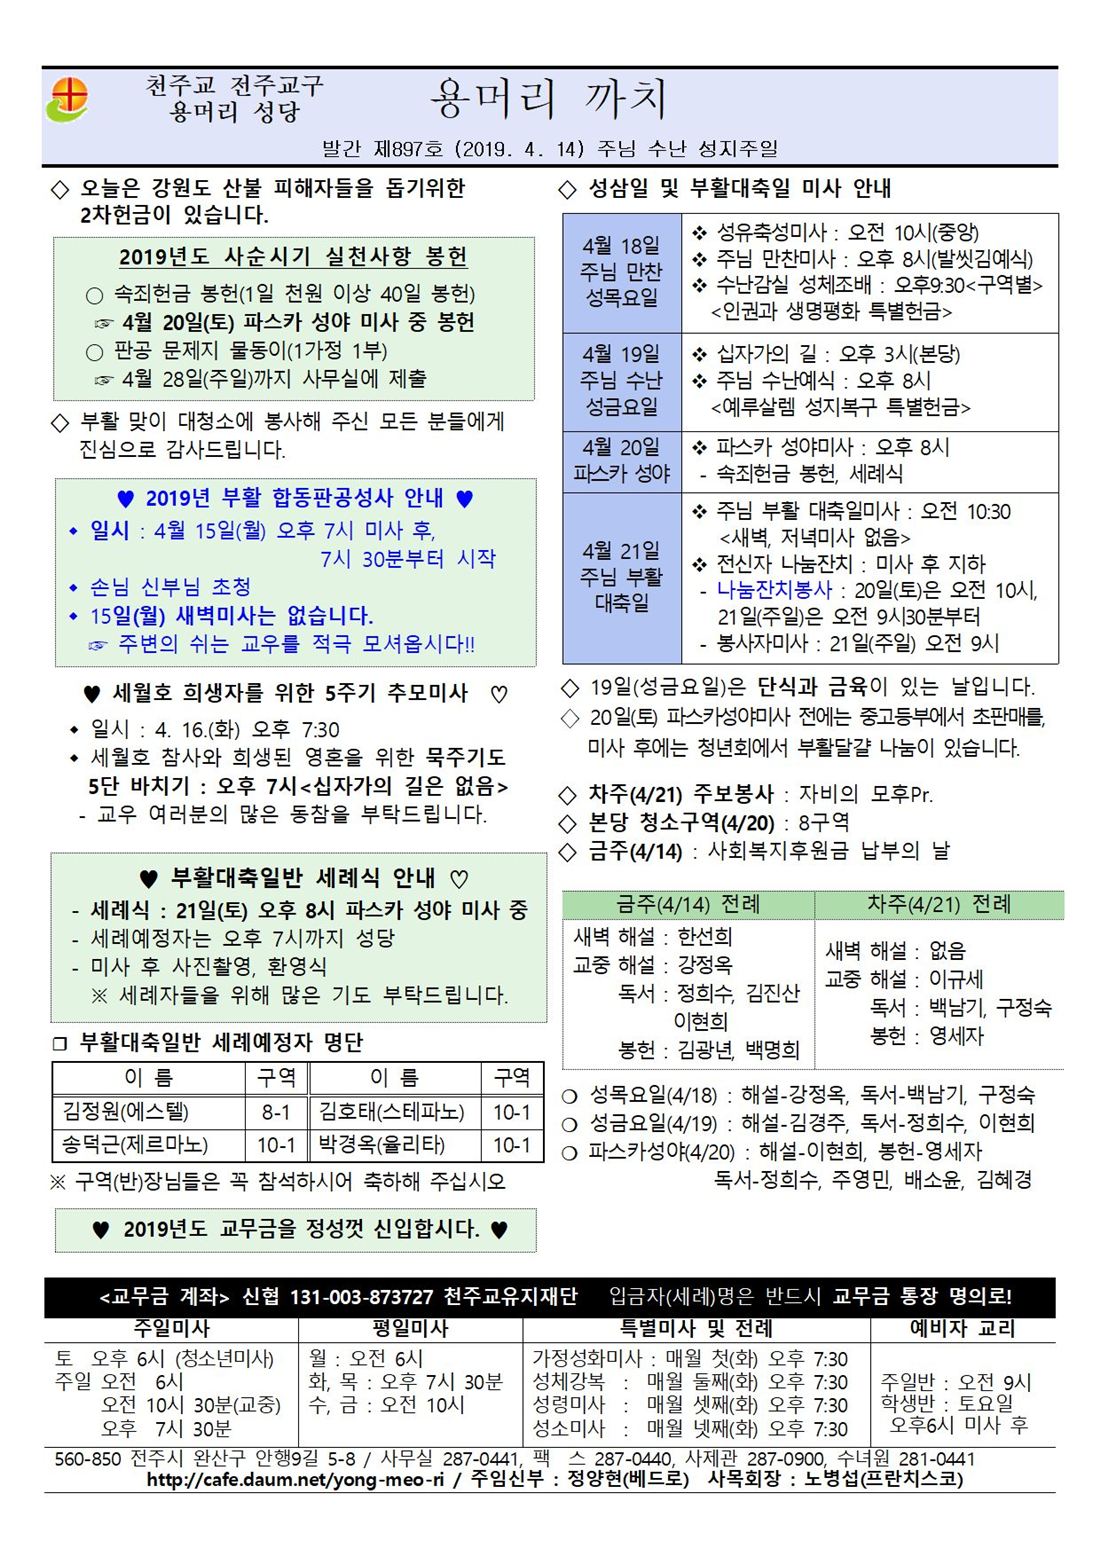 천주교 전주교구
용머리 성당
용머리 까치
발간 제897호 (2019. 4. 14) 주님 수난 성지주일
◇ 오늘은 강원도 산불 피해자들을 돕기위한
2차헌금이 있습니다.
2019년도 사순시기 실천사항 봉헌
○ 속죄헌금 봉헌(1일 천원 이상 40일 봉헌)
☞ 4월 20일(토) 파스카 성야 미사 중 봉헌
○ 판공 문제지 물동이(1가정 1부)
☞ 4월 28일(주일)까지 사무실에 제출
◇ 부활 맞이 대청소에 봉사해 주신 모든 분들에게
진심으로 감사드립니다.
♥ 2019년 부활 합동판공성사 안내 ♥
◆ 일시 : 4월 15일(월) 오후 7시 미사 후,
7시 30분부터 시작
◆ 손님 신부님 초청
◆ 15일(월) 새벽미사는 없습니다.
☞ 주변의 쉬는 교우를 적극 모셔옵시다!!
♥ 세월호 희생자를 위한 5주기 추모미사 ♡
◆ 일시 : 4. 16.(화) 오후 7:30
◆ 세월호 참사와 희생된 영혼을 위한 묵주기도
5단 바치기 : 오후 7시<십자가의 길은 없음>
- 교우 여러분의 많은 동참을 부탁드립니다.
♥ 부활대축일반 세례식 안내 ♡
- 세례식 : 21일(토) 오후 8시 파스카 성야 미사 중
- 세례예정자는 오후 7시까지 성당
- 미사 후 사진촬영, 환영식
※ 세례자들을 위해 많은 기도 부탁드립니다.
❒ 부활대축일반 세례예정자 명단
이 름 구역 이 름 구역
김정원(에스텔) 8-1 김호태(스테파노) 10-1
송덕근(제르마노) 10-1 박경옥(율리타) 10-1
※ 구역(반)장님들은 꼭 참석하시어 축하해 주십시오
♥ 2019년도 교무금을 정성껏 신입합시다. ♥
◇ 성삼일 및 부활대축일 미사 안내
4월 18일
주님 만찬
성목요일
❖ 성유축성미사 : 오전 10시(중앙)
❖ 주님 만찬미사 : 오후 8시(발씻김예식)
❖ 수난감실 성체조배 : 오후9:30<구역별>
<인권과 생명평화 특별헌금>
4월 19일
주님 수난
성금요일
❖ 십자가의 길 : 오후 3시(본당)
❖ 주님 수난예식 : 오후 8시
<예루살렘 성지복구 특별헌금>
4월 20일
파스카 성야
❖ 파스카 성야미사 : 오후 8시
- 속죄헌금 봉헌, 세례식
4월 21일
주님 부활
대축일
❖ 주님 부활 대축일미사 : 오전 10:30
<새벽, 저녁미사 없음>
❖ 전신자 나눔잔치 : 미사 후 지하
- 나눔잔치봉사 : 20일(토)은 오전 10시,
21일(주일)은 오전 9시30분부터
- 봉사자미사 : 21일(주일) 오전 9시
◇ 19일(성금요일)은 단식과 금육이 있는 날입니다.
◇ 20일(토) 파스카성야미사 전에는 중고등부에서 초판매를,
미사 후에는 청년회에서 부활달걀 나눔이 있습니다.
◇ 차주(4/21) 주보봉사 : 자비의 모후Pr.
◇ 본당 청소구역(4/20) : 8구역
◇ 금주(4/14) : 사회복지후원금 납부의 날
금주(4/14) 전례 차주(4/21) 전례
새벽 해설 : 한선희
교중 해설 : 강정옥
독서 : 정희수, 김진산
이현희
봉헌 : 김광년, 백명희
새벽 해설 : 없음
교중 해설 : 이규세
독서 : 백남기, 구정숙
봉헌 : 영세자
❍ 성목요일(4/18) : 해설-강정옥, 독서-백남기, 구정숙
❍ 성금요일(4/19) : 해설-김경주, 독서-정희수, 이현희
❍ 파스카성야(4/20) : 해설-이현희, 봉헌-영세자
독서-정희수, 주영민, 배소윤, 김혜경
<교무금 계좌> 신협 131-003-873727 천주교유지재단 입금자(세례)명은 반드시 교무금 통장 명의로!
주일미사 평일미사 특별미사 및 전례 예비자 교리
토 오후 6시 (청소년미사)
주일 오전 6시
오전 10시 30분(교중)
오후 7시 30분
월 : 오전 6시
화, 목 : 오후 7시 30분
수, 금 : 오전 10시
가정성화미사 : 매월 첫(화) 오후 7:30
성체강복 : 매월 둘째(화) 오후 7:30
성령미사 : 매월 셋째(화) 오후 7:30
성소미사 : 매월 넷째(화) 오후 7:30
주일반 : 오전 9시
학생반 : 토요일
오후6시 미사 후
560-850 전주시 완산구 안행9길 5-8 / 사무실 287-0441, 팩 스 287-0440, 사제관 287-0900, 수녀원 281-0441
http://cafe.daum.net/yong-meo-ri / 주임신부 : 정양현(베드로) 사목회장 : 노병섭(프란치스코)